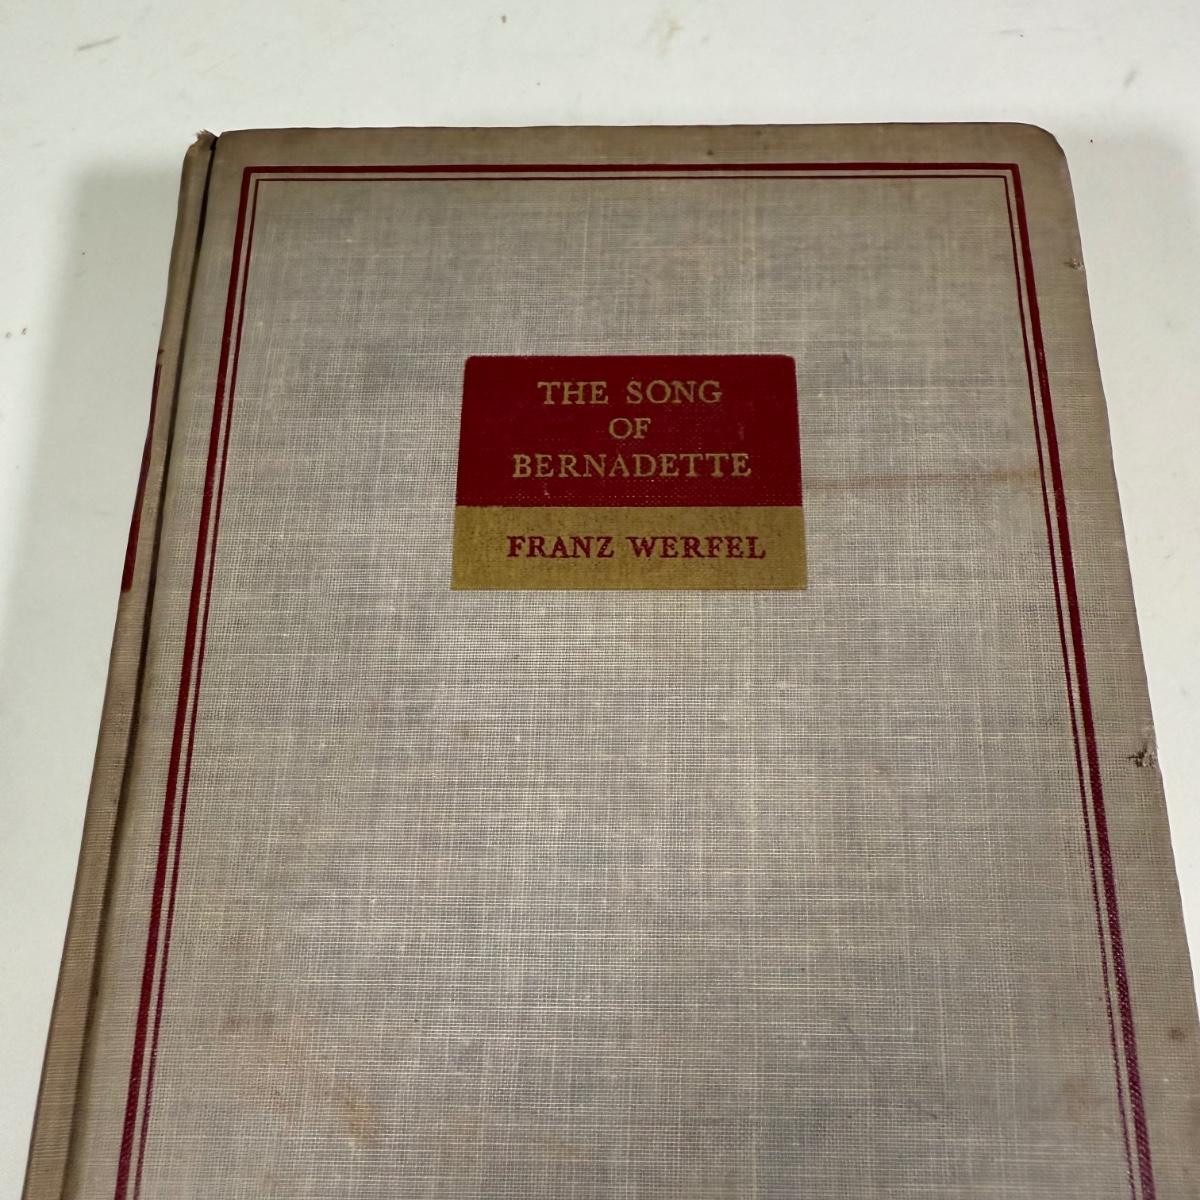 THE SONG
OF
BERNADETTE
FRANZ WERFEL